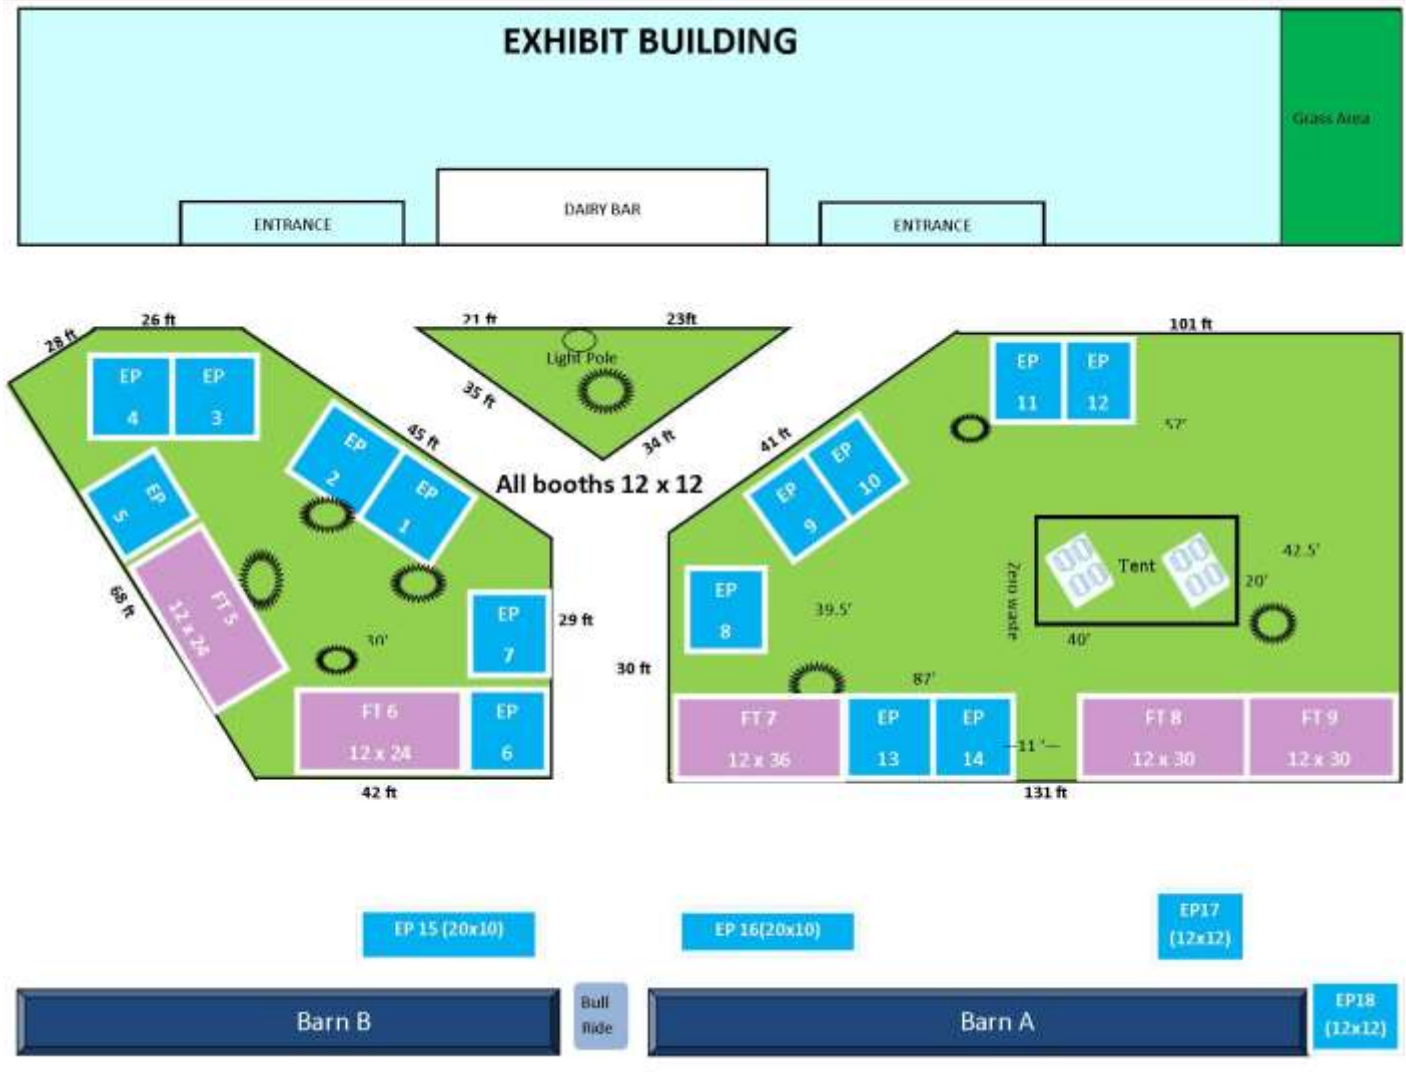 EXHIBIT BUILDING
Grass Area
ENTRANCE
DAIRY BAR
ENTRANCE
28 ft
26 ft
21 ft
23ft
101 ft
Light Pole
35 ft
34 ft
45 ft
41 ft
All booths 12 x 12
EP
4
EP
3
EP
2
EP
1
EP
5
FT 5
12 x 24
68 ft
30'
EP
7
29 ft
FT 6
12 x 24
EP
6
42 ft
EP
11
EP
12
57'
EP
9
EP
10
EP
8
30 ft
39.5'
Zero waste
Tent
42.5'
20'
40'
87'
FT 7
12 x 36
EP
13
EP
14
11 '
FT 8
12 x 30
FT 9
12 x 30
131 ft
EP 15 (20x10)
EP 16(20x10)
EP17
(12x12)
Barn B
Bull
Ride
Barn A
EP18
(12x12)